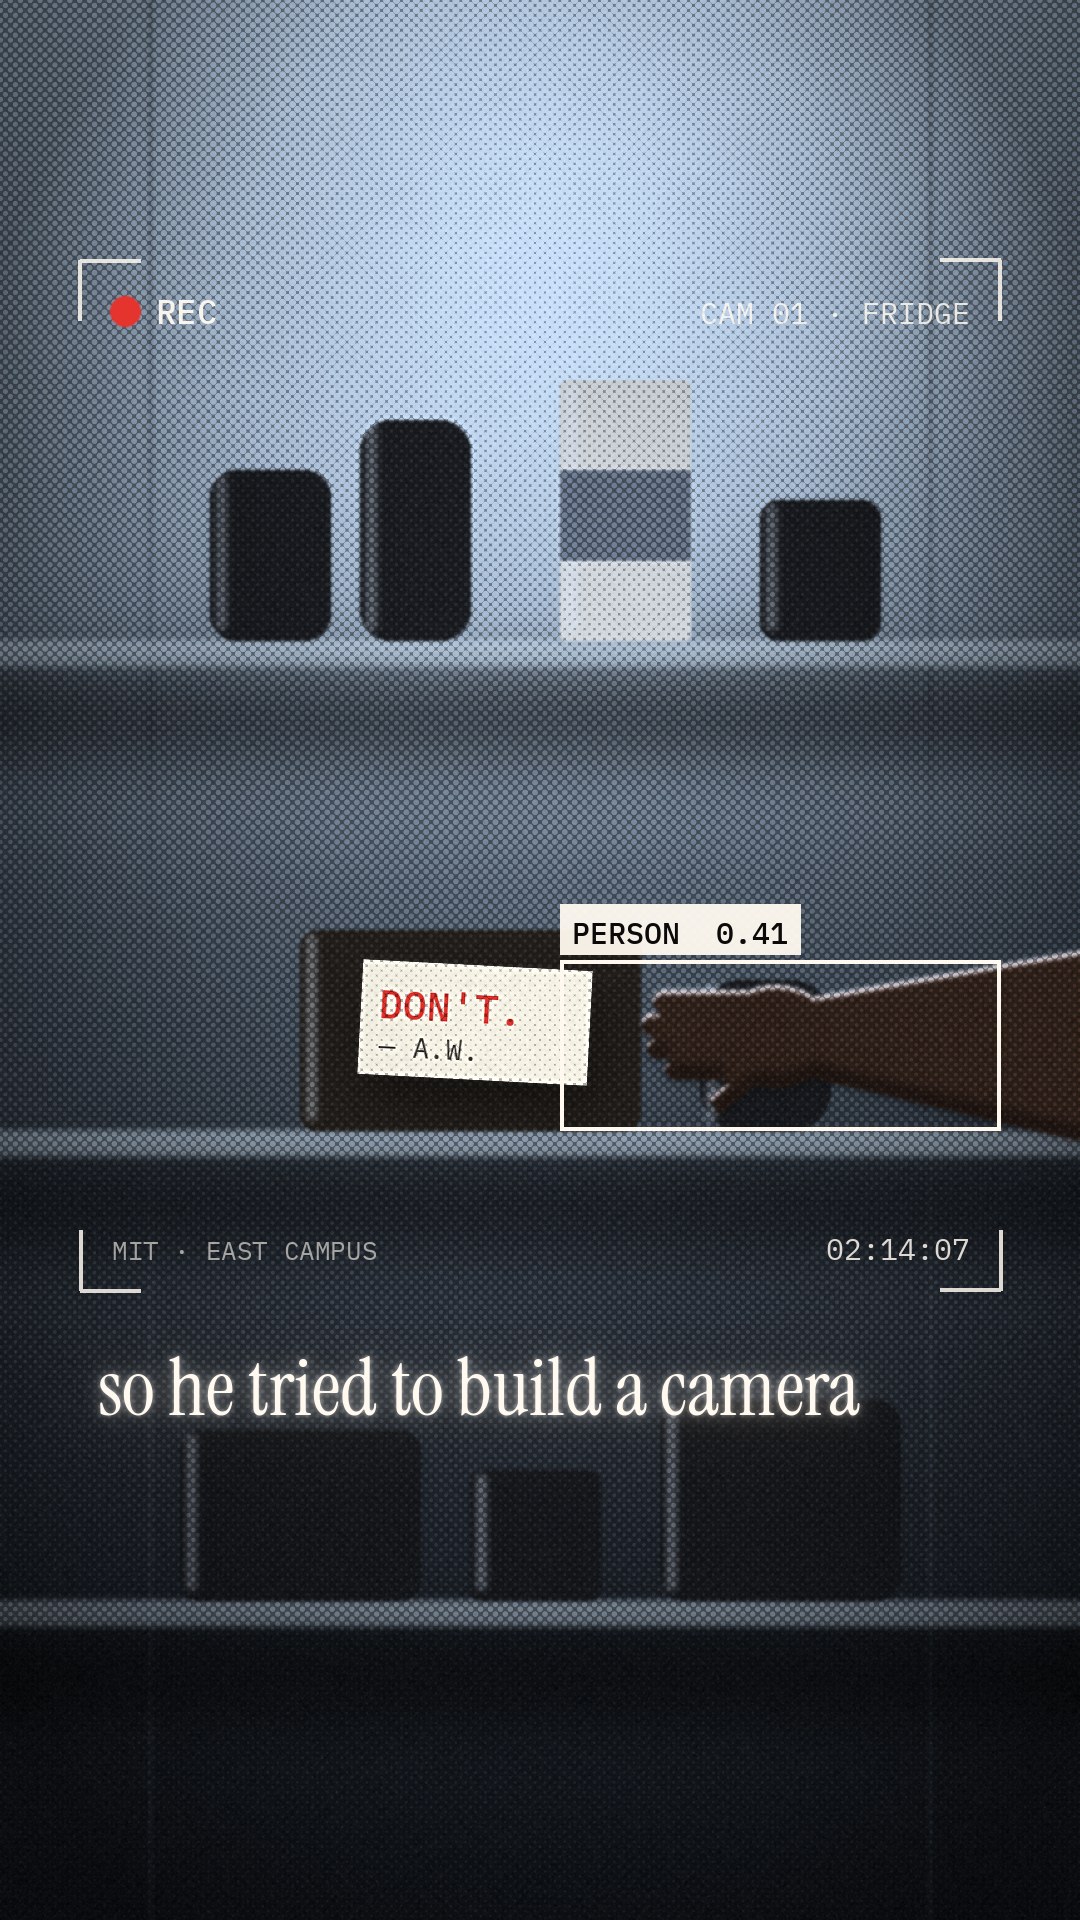 REC
CAM 01 · FRIDGE
PERSON 0.41
DON'T.
— A.W.
MIT · EAST CAMPUS
02:14:07
so he tried to build a camera